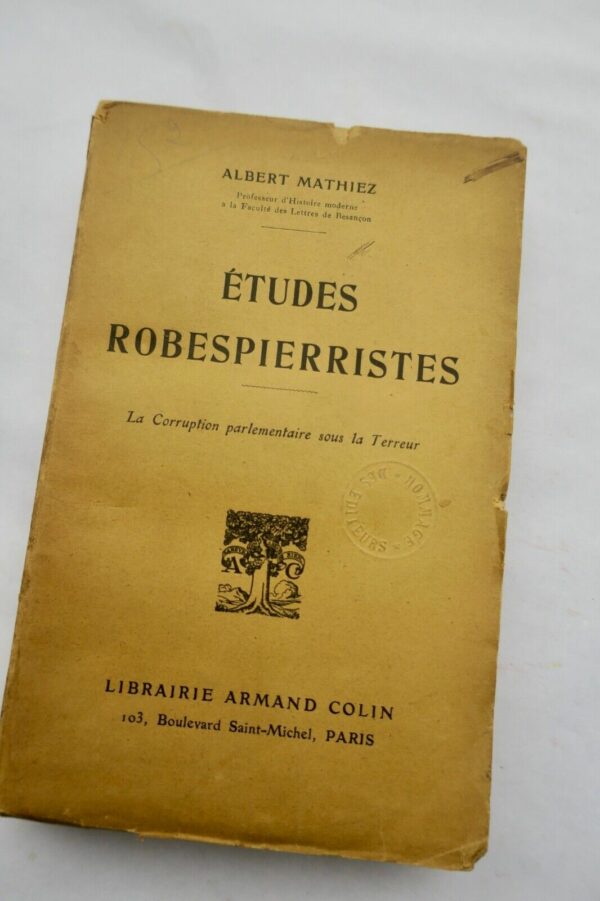 ALBERT MATHIEZ
Professeur d'Histoire moderne
à la Faculté des Lettres de Besançon
ÉTUDES
ROBESPIERRISTES
La Corruption parlementaire sous la Terreur
HOMMAGE - DES EDITEURS -
A C
LIBRAIRIE ARMAND COLIN
103, Boulevard Saint-Michel, PARIS